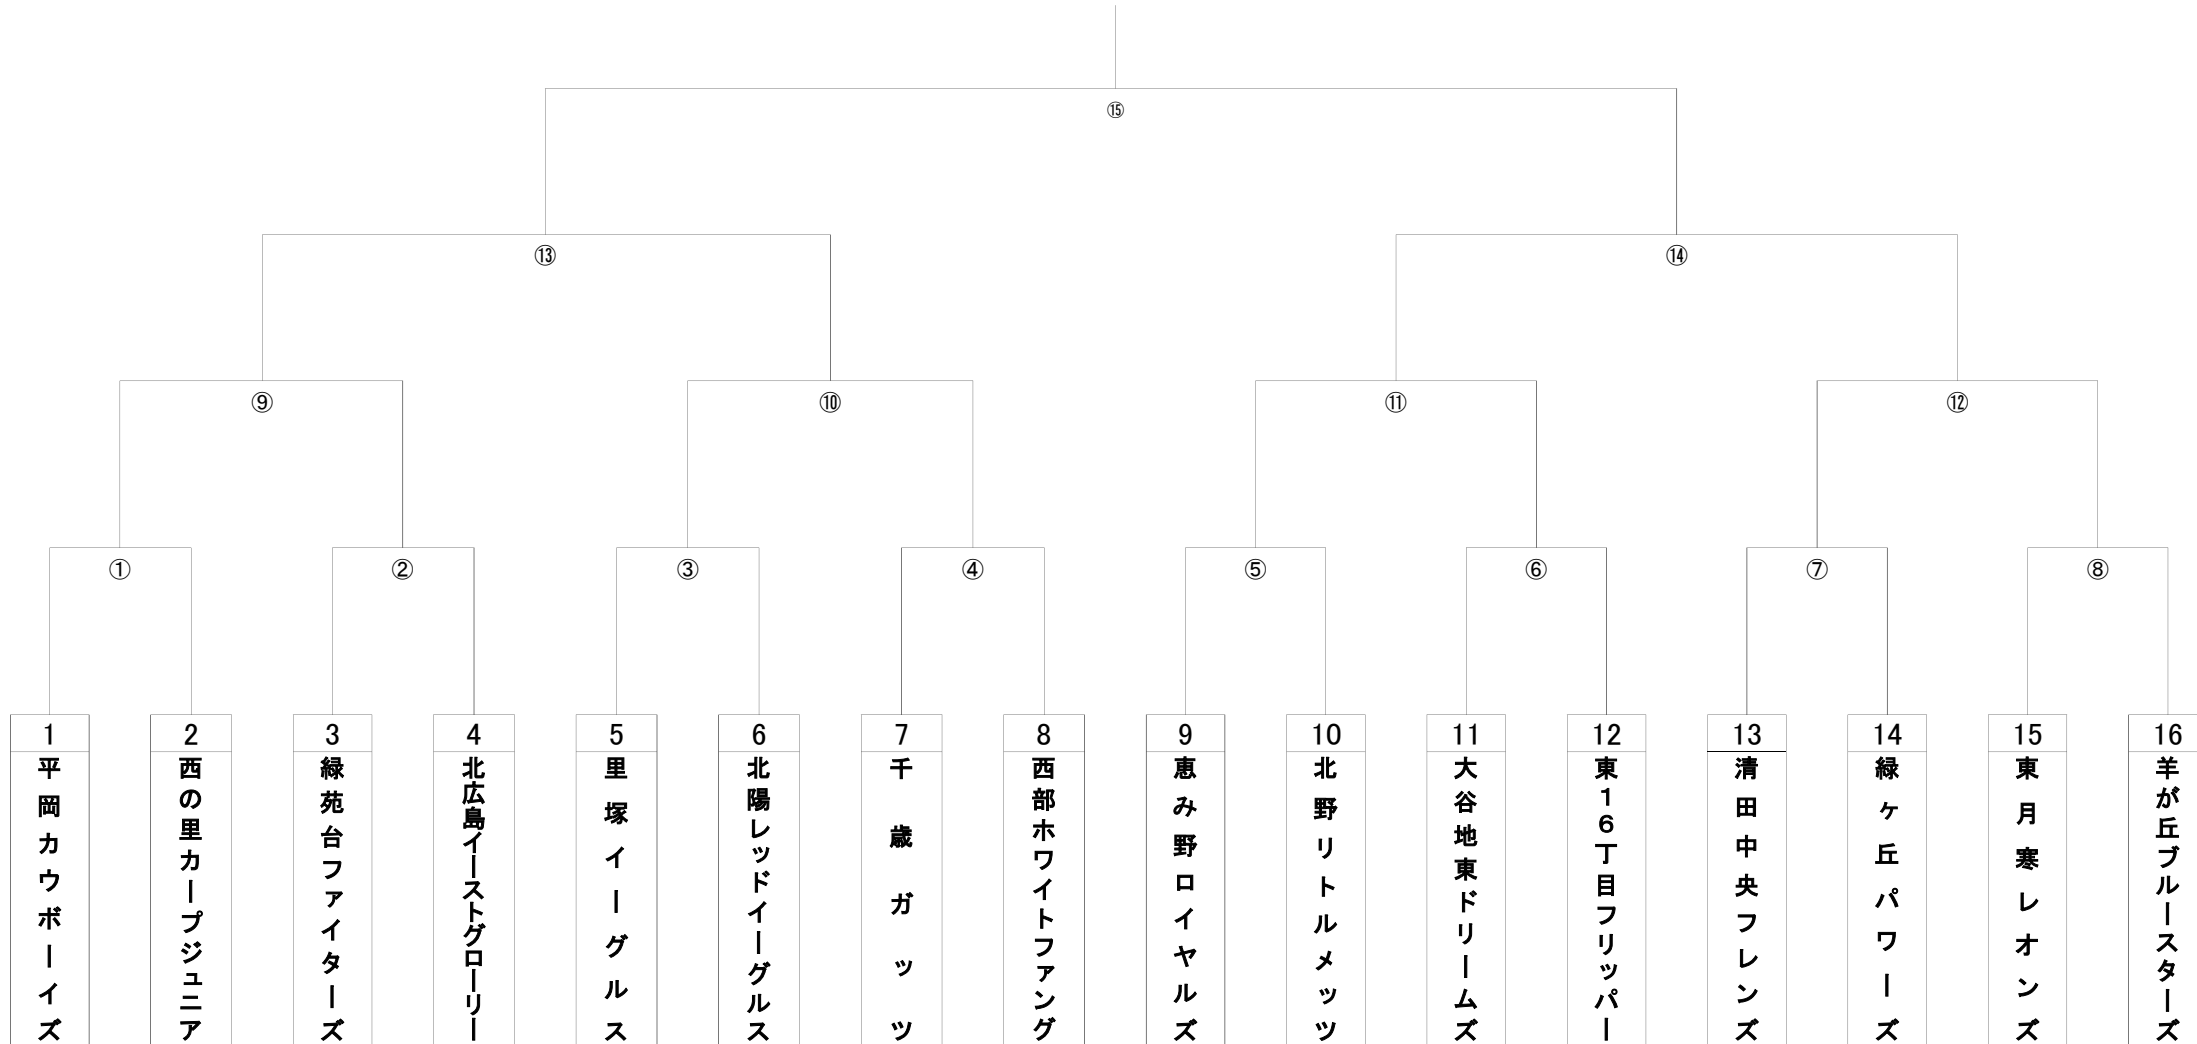 ⑮
⑬
⑭
⑨
⑩
⑪
⑫
①
②
③
④
⑤
⑥
⑦
⑧
1
平岡カウボーイズ
2
西の里カープジュニア
3
緑苑台ファイターズ
4
北広島イーストグローリー
5
里塚イーグルス
6
北陽レッドイーグルス
7
千歳ガッツ
8
西部ホワイトファング
9
恵み野ロイヤルズ
10
北野リトルメッツ
11
大谷地東ドリームズ
12
東16丁目フリッパー
13
清田中央フレンズ
14
緑ヶ丘パワーズ
15
東月寒レオンズ
16
羊が丘ブルースターズ